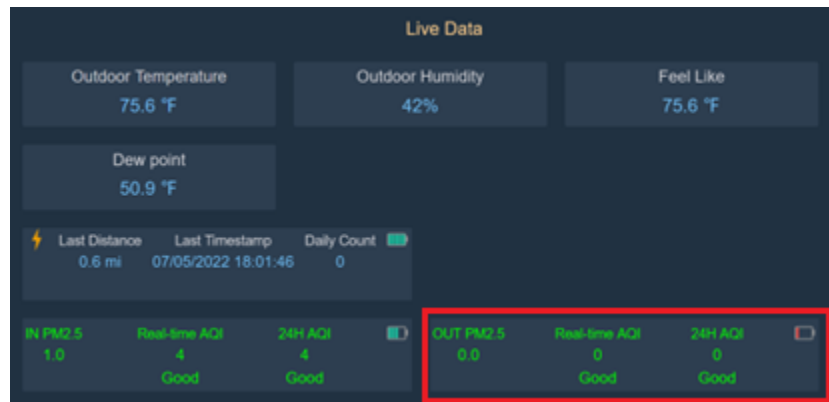 Live Data
Outdoor Temperature
75.6 °F
Outdoor Humidity
42%
Feel Like
75.6 °F
Dew point
50.9 °F
Last Distance Last Timestamp Daily Count
0.6 mi 07/05/2022 18:01:46 0
IN PM2.5 Real-time AQI 24H AQI
1.0 4 4
Good Good
OUT PM2.5 Real-time AQI 24H AQI
0.0 0 0
Good Good